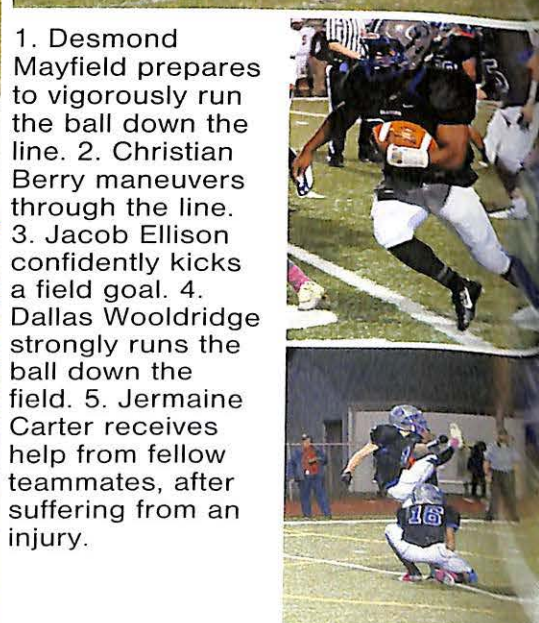 1. Desmond
Mayfield prepares
to vigorously run
the ball down the
line. 2. Christian
Berry maneuvers
through the line.
3. Jacob Ellison
confidently kicks
a field goal. 4.
Dallas Wooldridge
strongly runs the
ball down the
field. 5. Jermaine
Carter receives
help from fellow
teammates, after
suffering from an
injury.
16